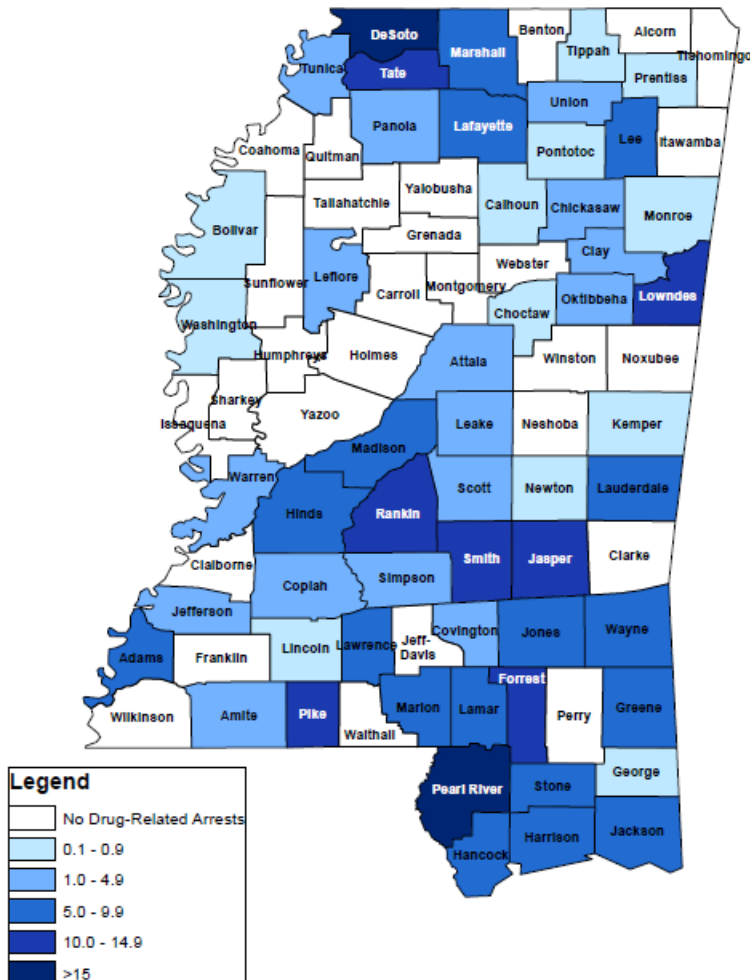 DeSoto
Benton
Alcorn
Marshall
Tippah
Tishomingo
Tunica
Tate
Prentiss
Union
Panola
Lafayette
Lee
Itawamba
Pontotoc
Coahoma
Quitman
Yalobusha
Tallahatchie
Calhoun
Chickasaw
Monroe
Bolivar
Grenada
Clay
Webster
Leflore
Sunflower
Carroll
Montgomery
Oktibbeha
Lowndes
Choctaw
Washington
Humphreys
Holmes
Attala
Winston
Noxubee
Sharkey
Yazoo
Issaquena
Leake
Neshoba
Kemper
Madison
Warren
Scott
Newton
Lauderdale
Hinds
Rankin
Smith
Jasper
Clarke
Claiborne
Copiah
Simpson
Jefferson
Covington
Jones
Wayne
Lincoln
Lawrence
Jeff-
Davis
Adams
Franklin
Forrest
Wilkinson
Amite
Pike
Walthall
Marion
Lamar
Perry
Greene
George
Pearl River
Stone
Hancock
Harrison
Jackson
Legend
No Drug-Related Arrests
0.1 - 0.9
1.0 - 4.9
5.0 - 9.9
10.0 - 14.9
>15